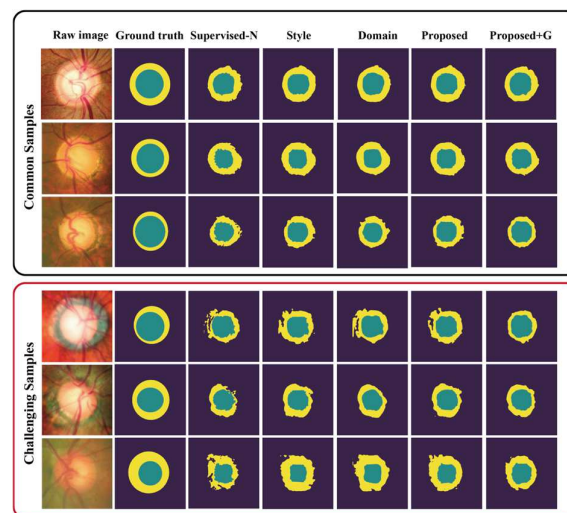 Raw image Ground truth Supervised-N Style Domain Proposed Proposed+G
Common Samples
Challenging Samples